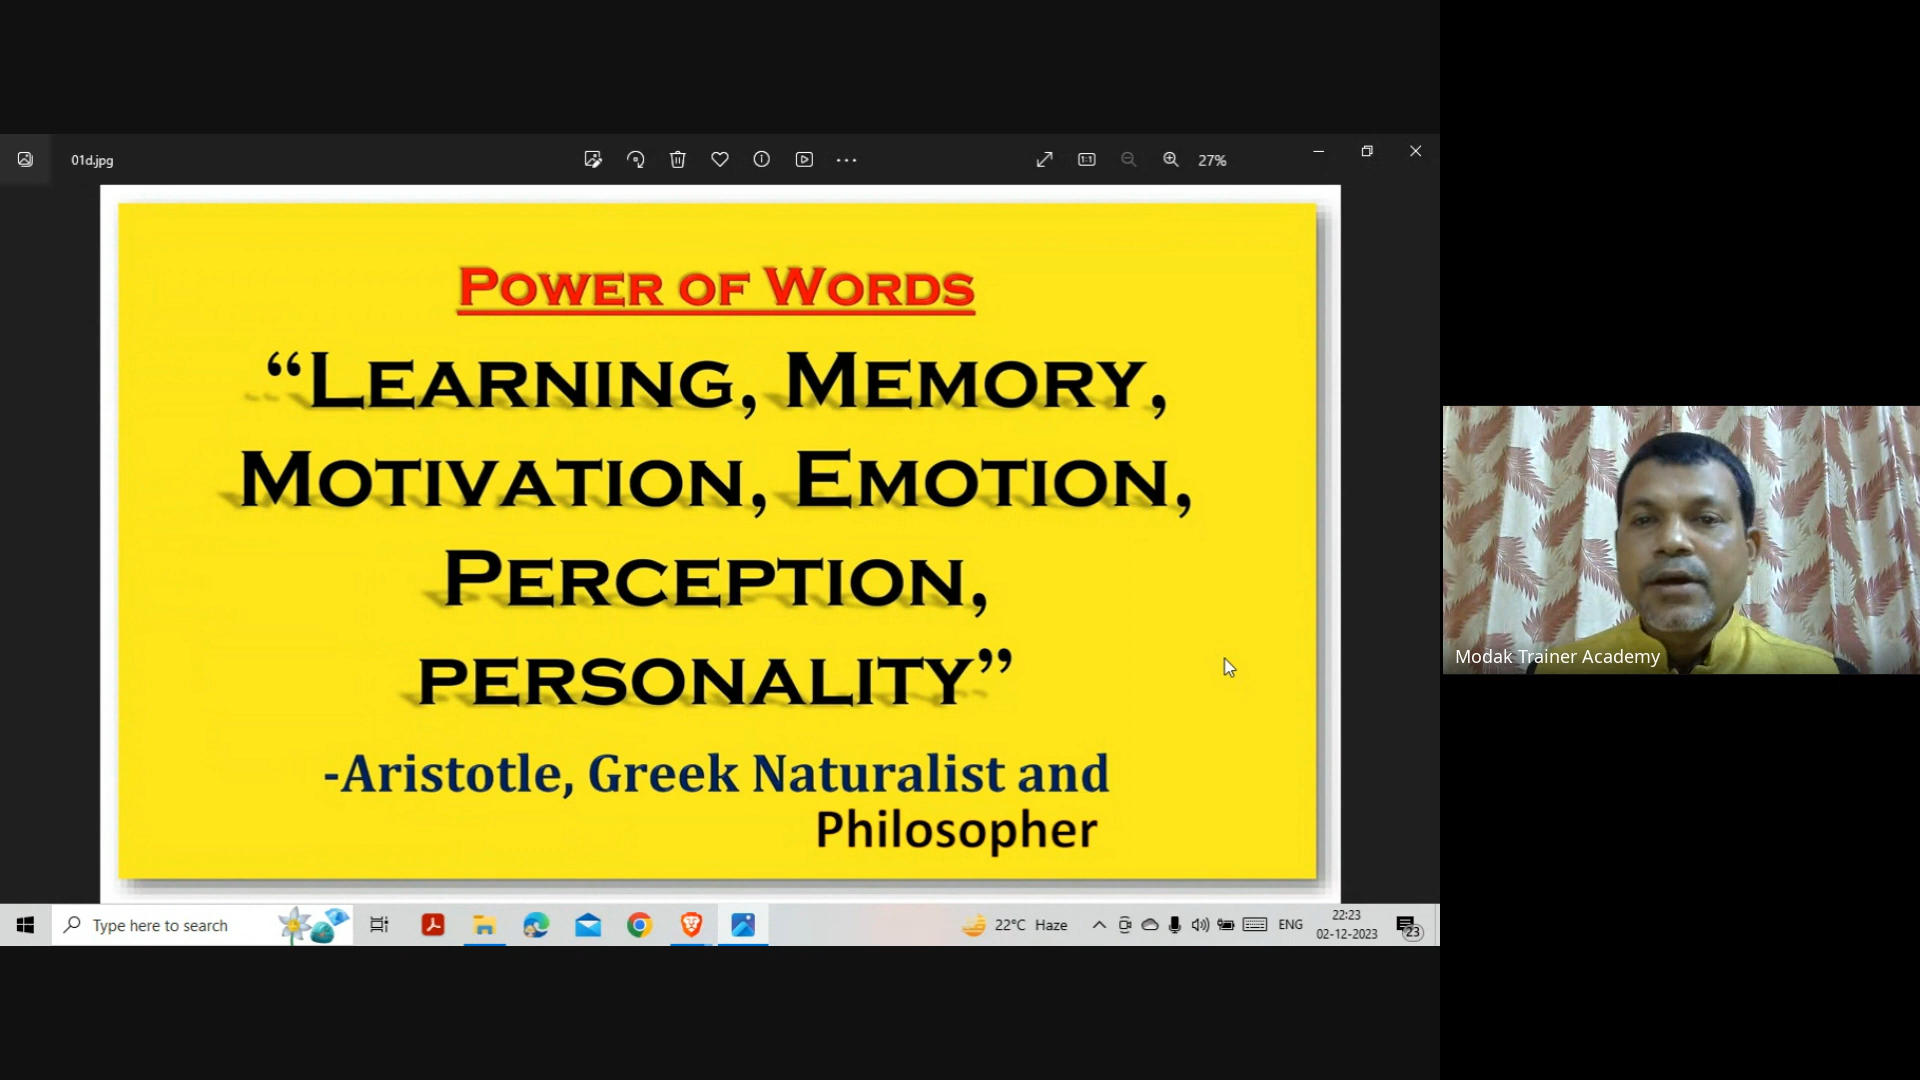 01d.jpg
27%
POWER OF WORDS
“LEARNING, MEMORY,
MOTIVATION, EMOTION,
PERCEPTION,
PERSONALITY”
-Aristotle, Greek Naturalist and
Philosopher
Modak Trainer Academy
Type here to search
22°C Haze
ENG
22:23
02-12-2023
23